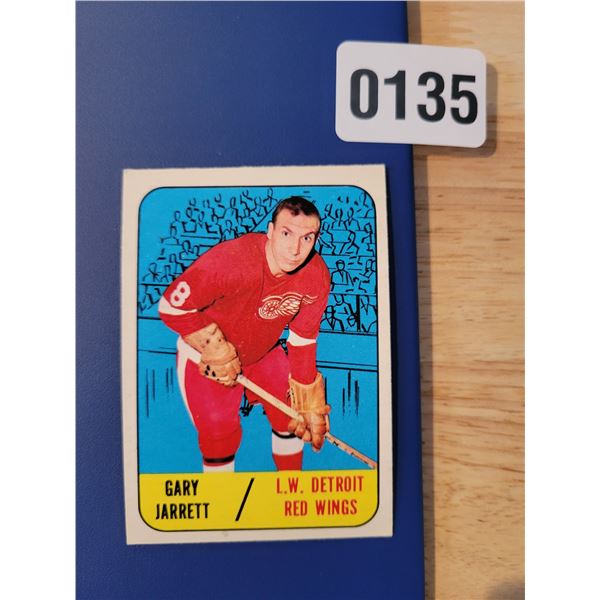 0135
8
GARY
JARRETT
/
L.W. DETROIT
RED WINGS